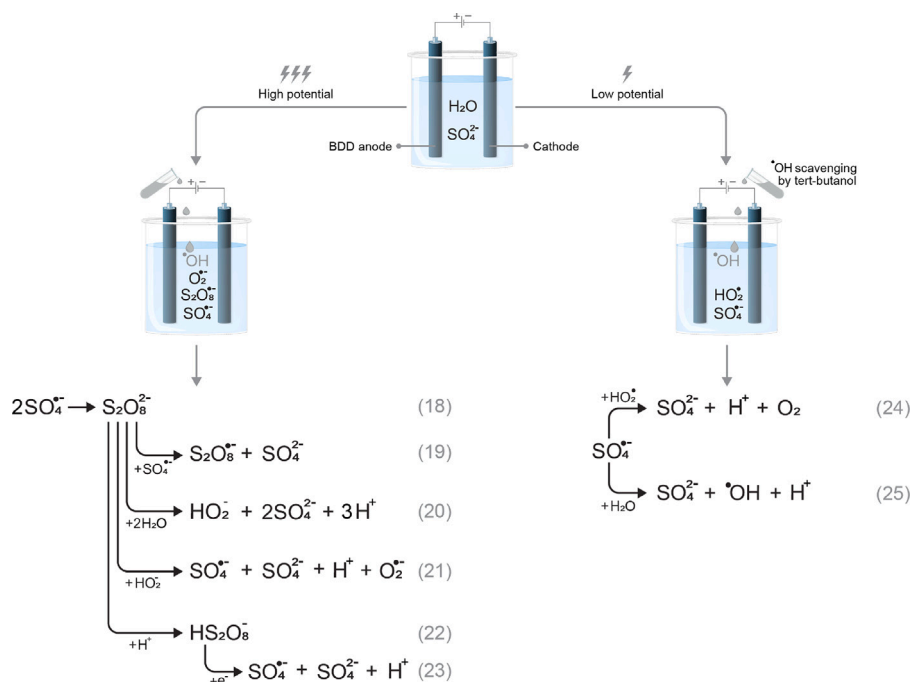 + −
High potential
Low potential
H₂O
SO₄²⁻
BDD anode
Cathode
+ −
+ −
•OH scavenging
by tert-butanol
•OH
O₂•⁻
S₂O₈•⁻
SO₄•⁻
•OH
HO₂•
SO₄•⁻
2SO₄•⁻ → S₂O₈²⁻ (18)
+SO₄•⁻ S₂O₈•⁻ + SO₄²⁻ (19)
+2H₂O HO₂⁻ + 2SO₄²⁻ + 3H⁺ (20)
+HO₂⁻ SO₄•⁻ + SO₄²⁻ + H⁺ + O₂•⁻ (21)
+H⁺ HS₂O₈⁻ (22)
+e⁻ SO₄•⁻ + SO₄²⁻ + H⁺ (23)
+HO₂• SO₄²⁻ + H⁺ + O₂ (24)
SO₄•⁻
+H₂O SO₄²⁻ + •OH + H⁺ (25)